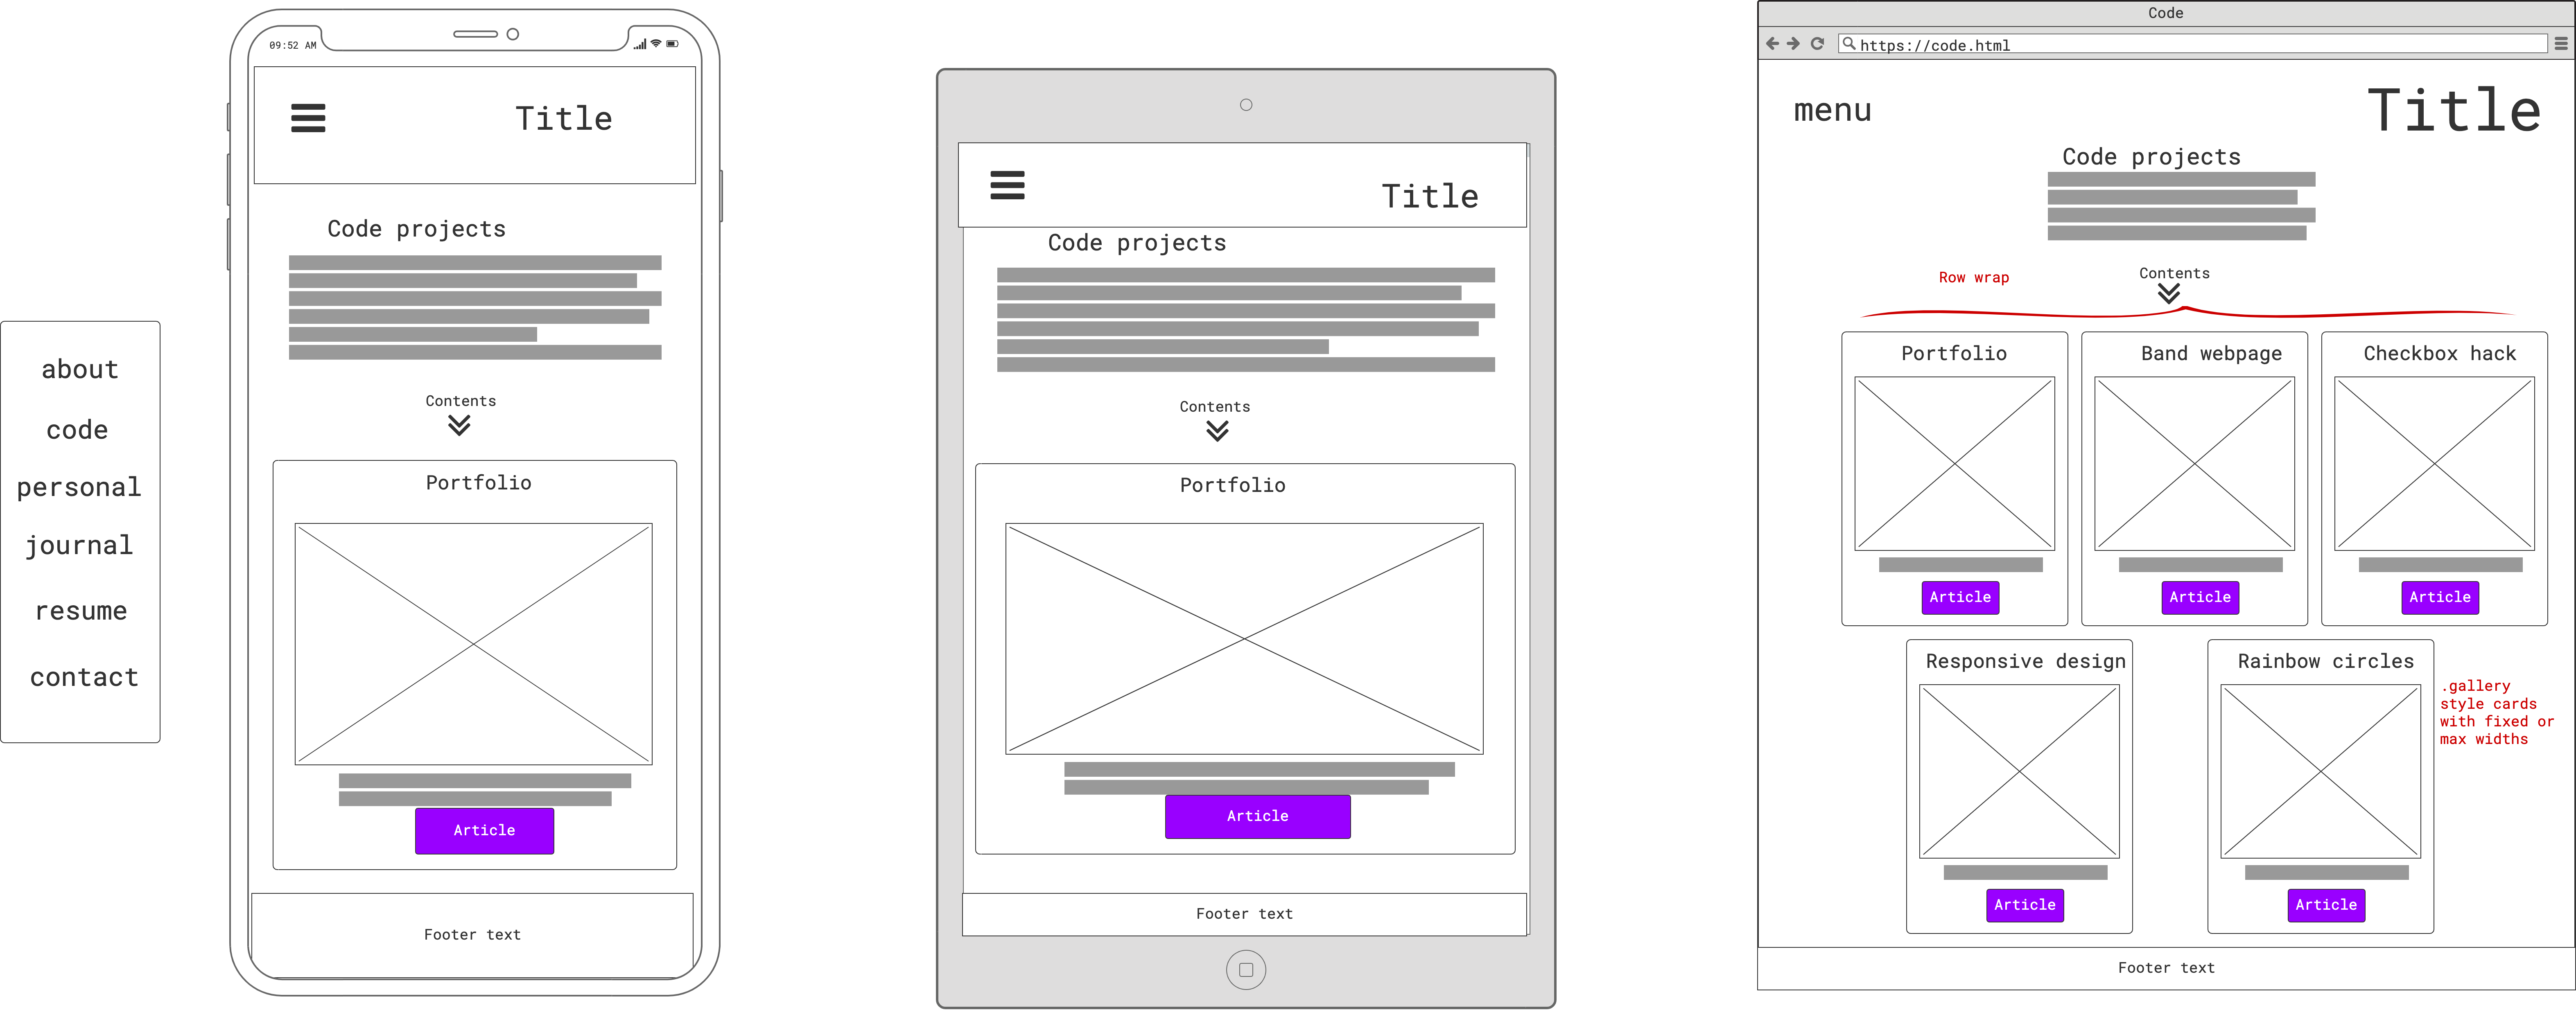 about
code
personal
journal
resume
contact
09:52 AM
Title
Code projects
Contents
Portfolio
Article
Footer text
Title
Code projects
Contents
Portfolio
Article
Footer text
Code
https://code.html
menu
Title
Code projects
Row wrap
Contents
Portfolio
Band webpage
Checkbox hack
Article
Article
Article
Responsive design
Rainbow circles
.gallery
style cards
with fixed or
max widths
Article
Article
Footer text